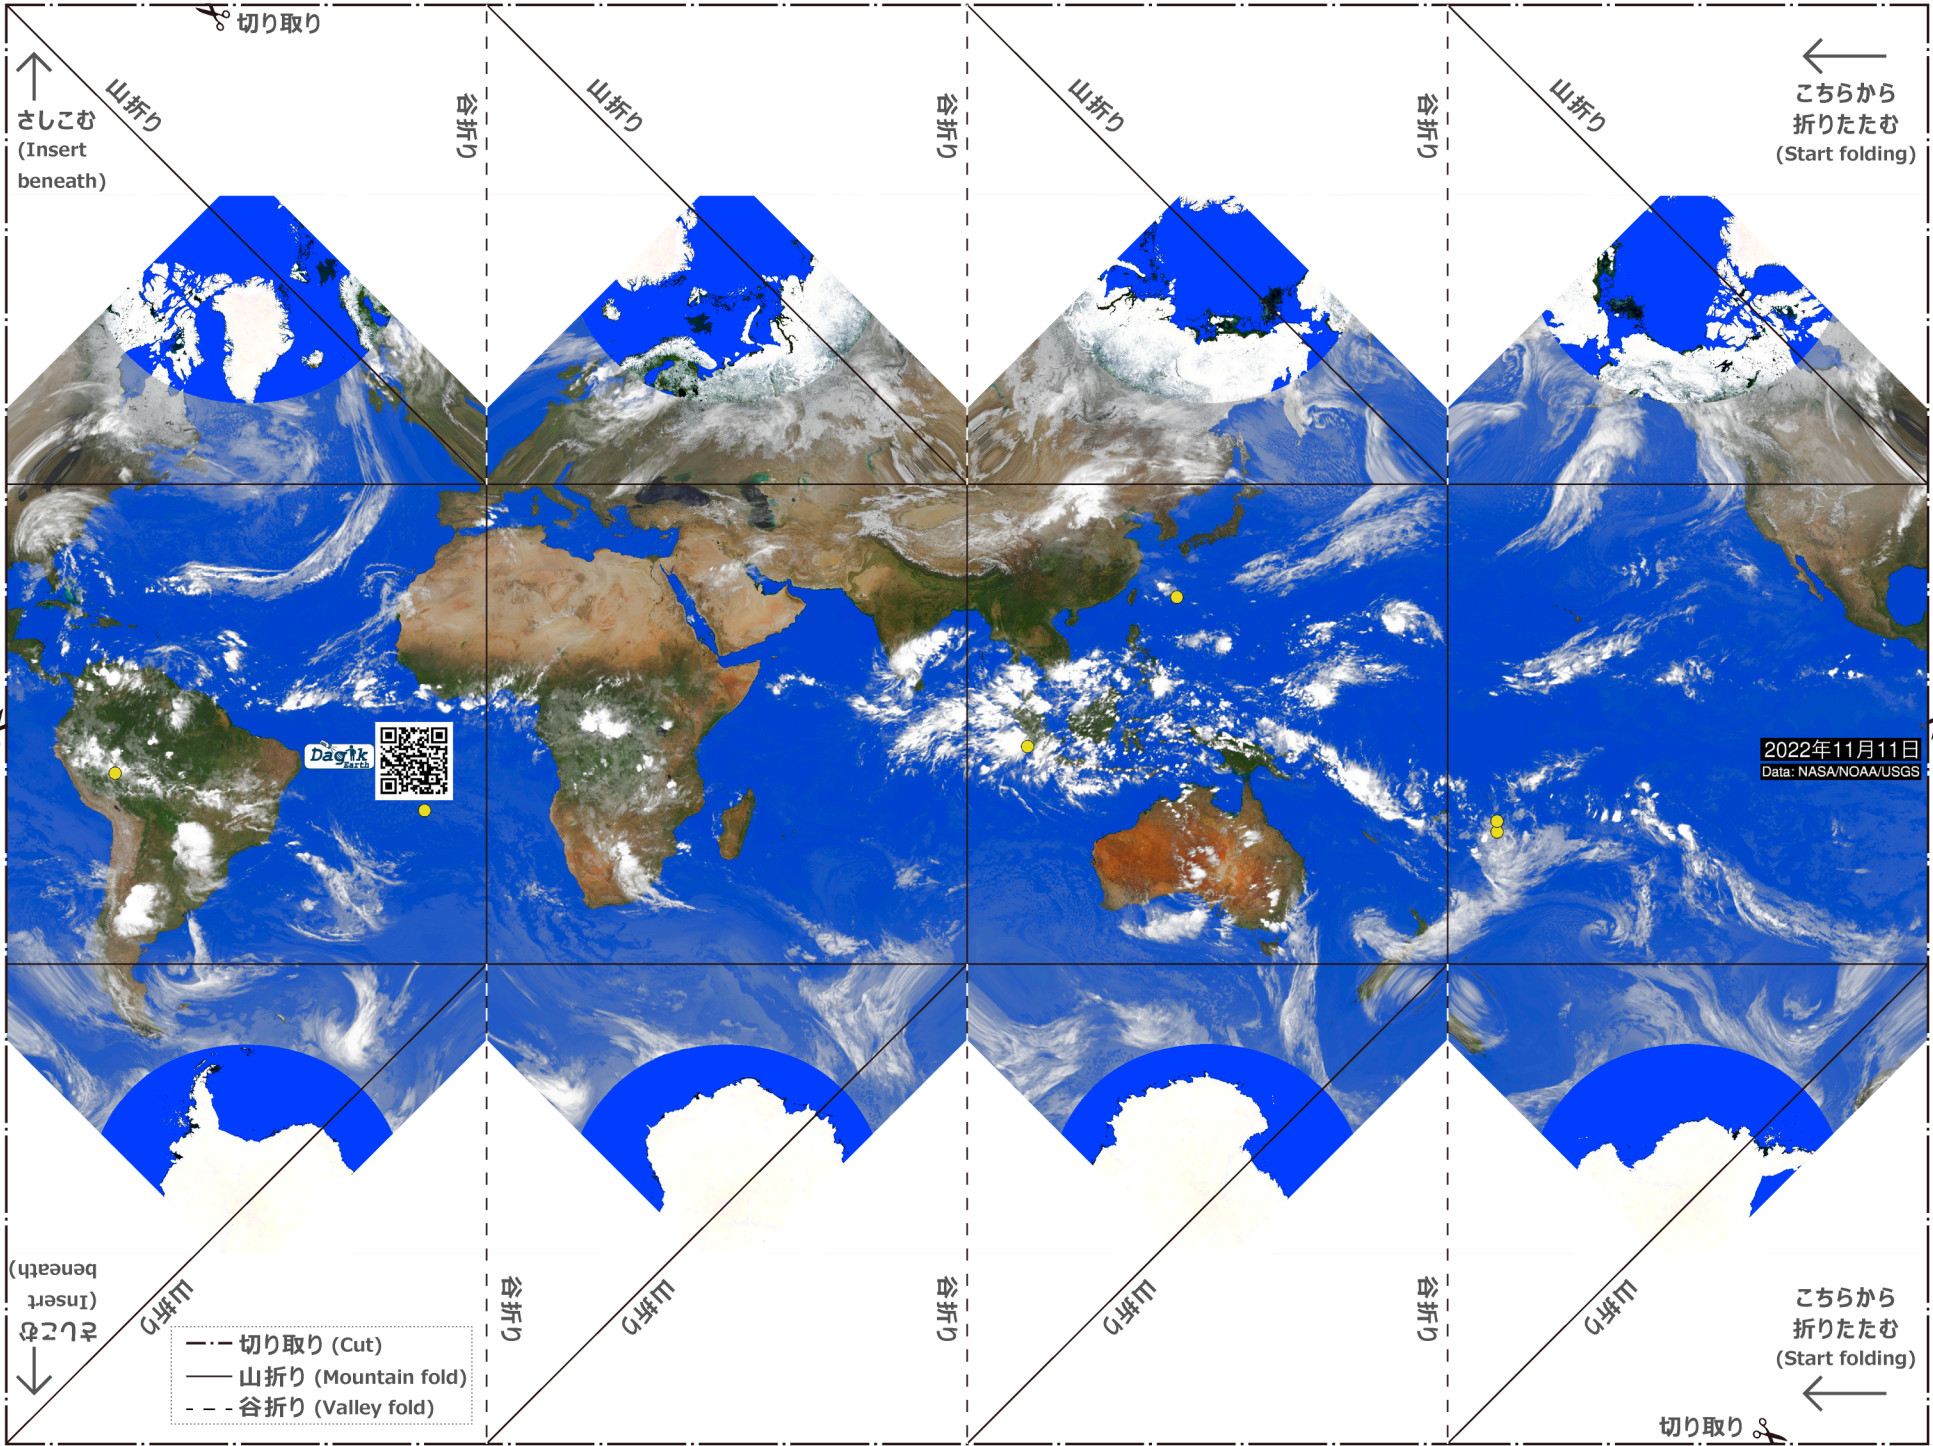 切り取り
山折り
谷折り
山折り
谷折り
山折り
谷折り
山折り
さしこむ
(Insert
beneath)
こちらから
折りたたむ
(Start folding)
Dagik
Earth
2022年11月11日
Data: NASA/NOAA/USGS
さしこむ
(Insert
beneath)
山折り
谷折り
山折り
谷折り
山折り
谷折り
山折り
こちらから
折りたたむ
(Start folding)
切り取り (Cut)
山折り (Mountain fold)
谷折り (Valley fold)
切り取り